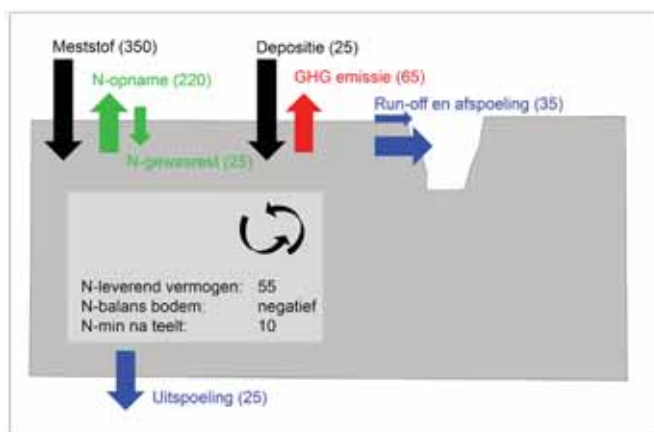 Meststof (350)
Depositie (25)
N-opname (220)
GHG emissie (65)
Run-off en afspoeling (35)
N-gewasrest (25)
N-leverend vermogen: 55
N-balans bodem: negatief
N-min na teelt: 10
Uitspoeling (25)